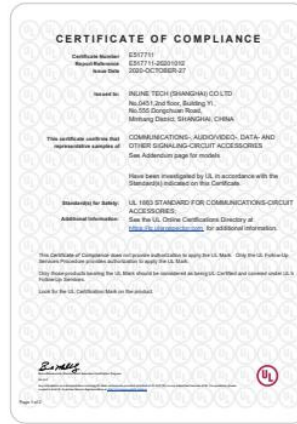 CERTIFICATE OF COMPLIANCE
Certificate Number E517711
Report Reference E517711-20201012
Issue Date 2020-OCTOBER-27
Issued to: INLINE TECH (SHANGHAI) CO LTD
No.0451,2nd floor, Building YI,
No.555 Dongchuan Road,
Minhang District, SHANGHAI, CHINA
This certificate confirms that COMMUNICATIONS-, AUDIO/VIDEO-, DATA- AND
representative samples of OTHER SIGNALING-CIRCUIT ACCESSORIES
See Addendum page for models
Have been investigated by UL in accordance with the
Standard(s) indicated on this Certificate.
Standard(s) for Safety: UL 1863 STANDARD FOR COMMUNICATIONS-CIRCUIT
ACCESSORIES
Additional Information: See the UL Online Certifications Directory at
for additional information.
This Certificate of Compliance does not provide authorization to apply the UL Mark. Only the UL Follow-Up
Services Procedure provides authorization to apply the UL Mark.
Only those products bearing the UL Mark should be considered as being UL Certified and covered under UL's
Follow-Up Services.
Look for the UL Certification Mark on the product.
UL
Page 1 of 2